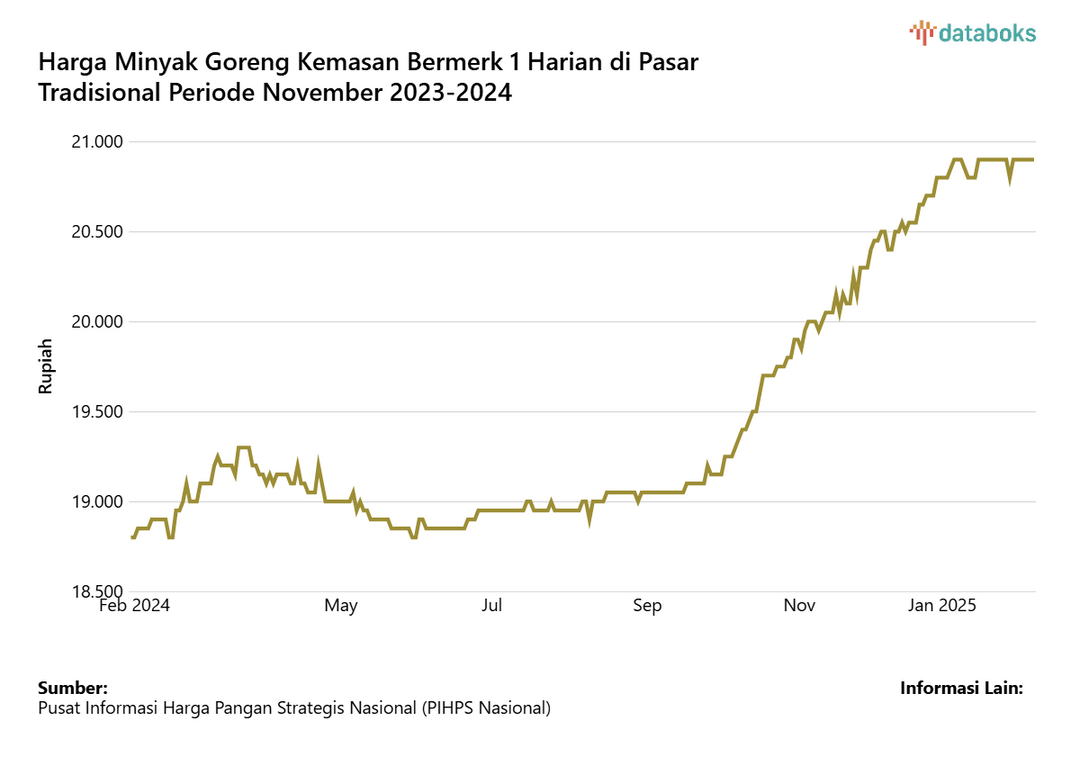 databoks
Harga Minyak Goreng Kemasan Bermerk 1 Harian di Pasar
Tradisional Periode November 2023-2024
21.000
20.500
20.000
19.500
19.000
18.500
Rupiah
Feb 2024
May
Jul
Sep
Nov
Jan 2025
Sumber:
Pusat Informasi Harga Pangan Strategis Nasional (PIHPS Nasional)
Informasi Lain: